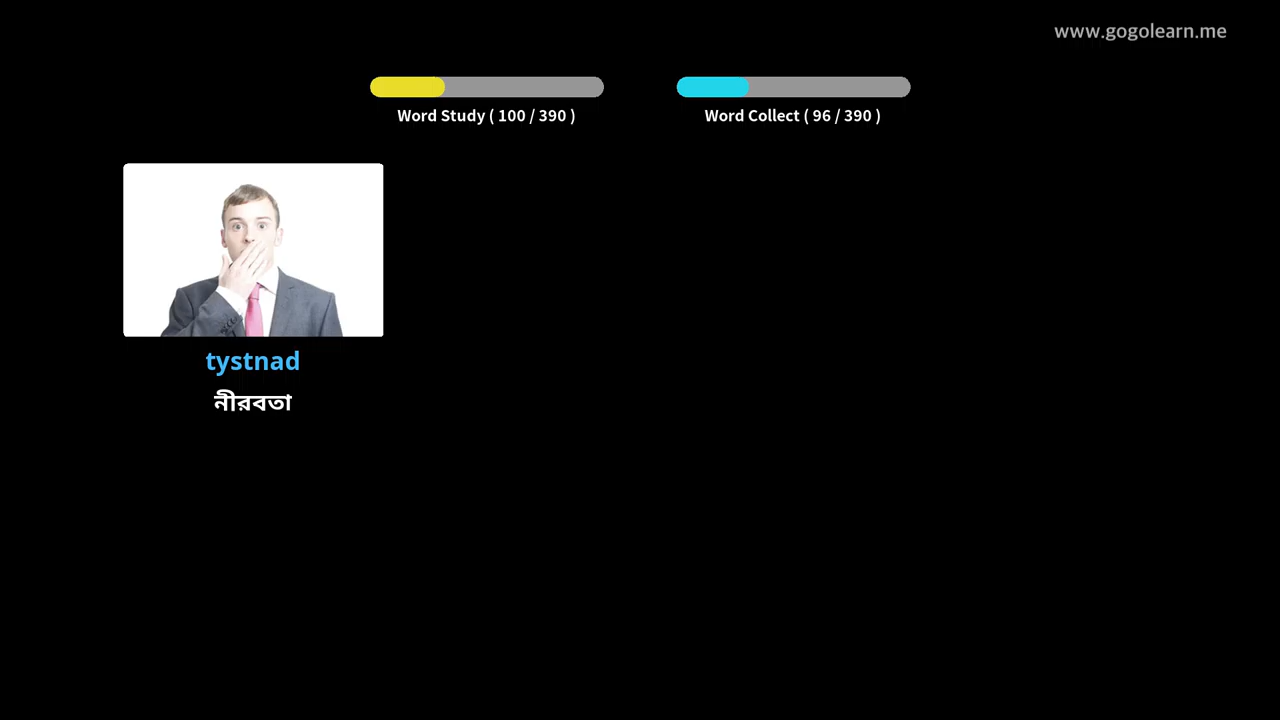 www.gogolearn.me
Word Study ( 100 / 390 )
Word Collect ( 96 / 390 )
tystnad
নীরবতা